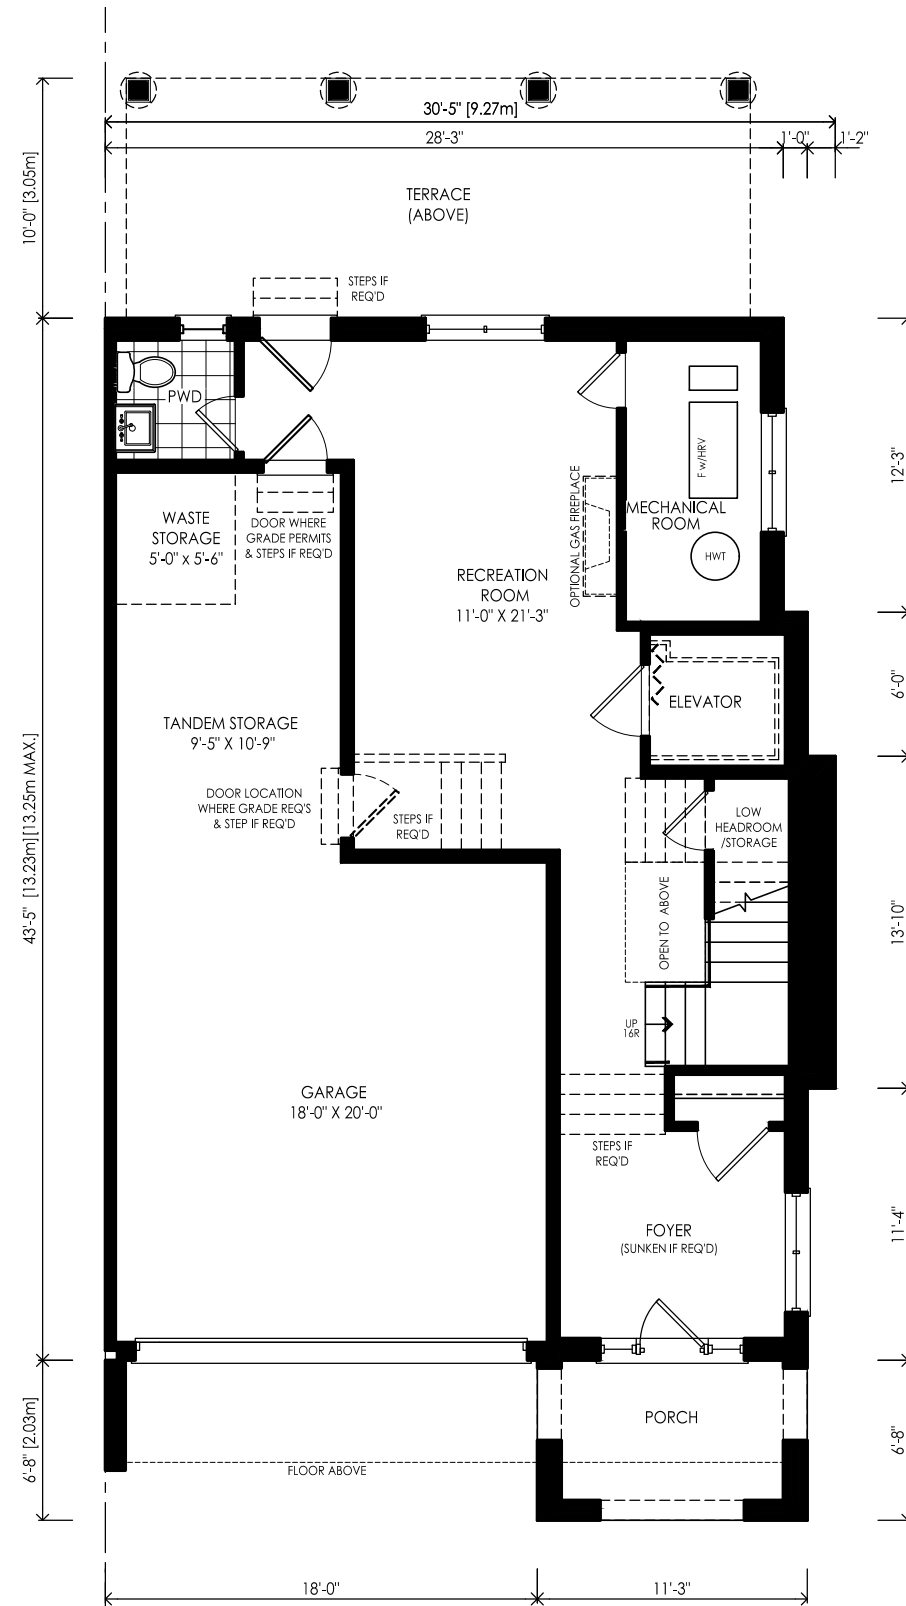 30'-5" [9.27m]
28'-3"
1'-0"
1'-2"
10'-0" [3.05m]
TERRACE
(ABOVE)
STEPS IF
REQ'D
PWD
F w/HRV
MECHANICAL
ROOM
HWT
12'-3"
WASTE
STORAGE
5'-0" x 5'-6"
DOOR WHERE
GRADE PERMITS
& STEPS IF REQ'D
OPTIONAL GAS FIREPLACE
RECREATION
ROOM
11'-0" X 21'-3"
6'-0"
ELEVATOR
TANDEM STORAGE
9'-5" X 10'-9"
43'-5" [13.23m][13.25m MAX.]
DOOR LOCATION
WHERE GRADE REQ'S
& STEP IF REQ'D
STEPS IF
REQ'D
LOW
HEADROOM
/STORAGE
OPEN TO ABOVE
13'-10"
UP
16R
GARAGE
18'-0" X 20'-0"
STEPS IF
REQ'D
FOYER
(SUNKEN IF REQ'D)
11'-4"
PORCH
6'-8" [2.03m]
6'-8"
FLOOR ABOVE
18'-0"
11'-3"